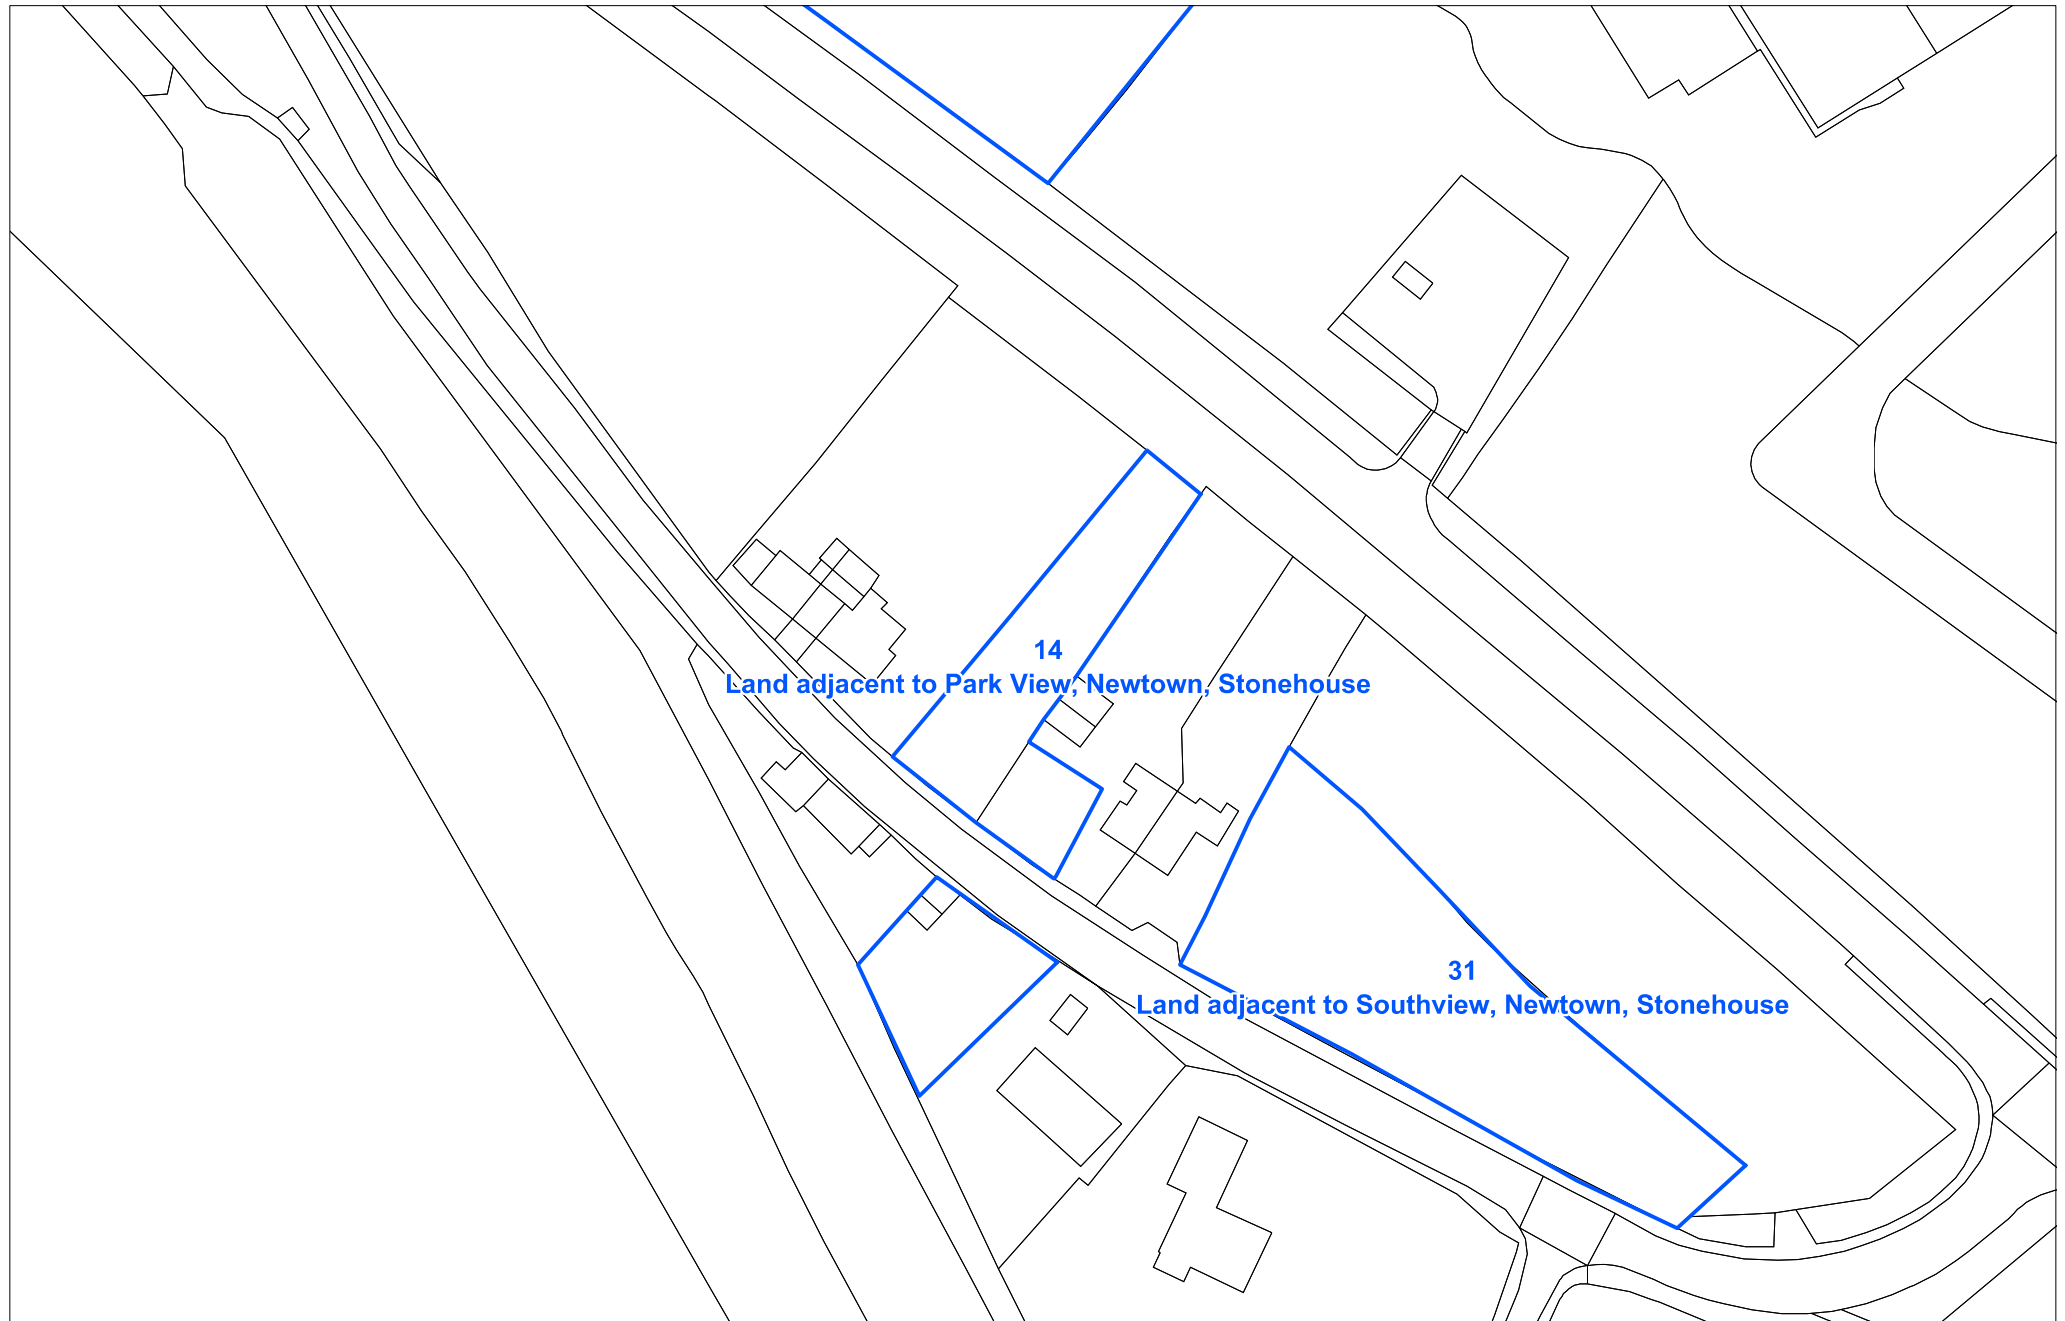 14
Land adjacent to Park View, Newtown, Stonehouse
31
Land adjacent to Southview, Newtown, Stonehouse